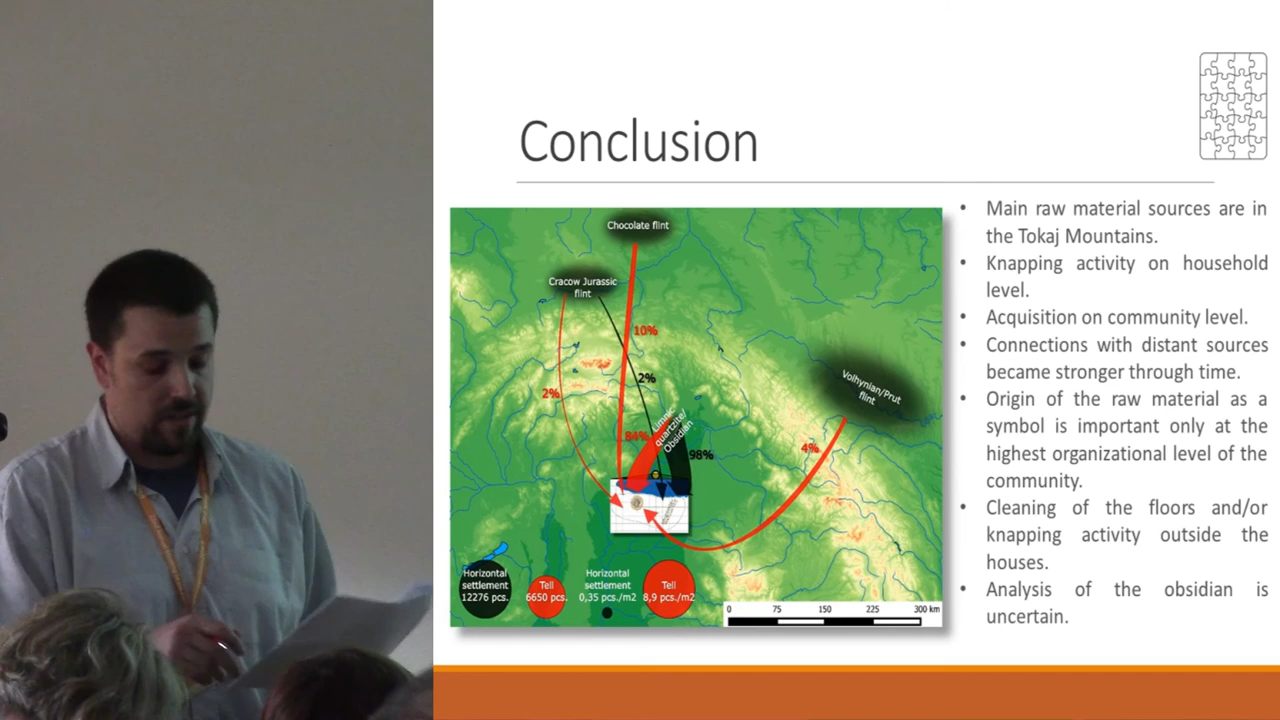 Conclusion
Chocolate flint
Cracow Jurassic
flint
10%
2%
2%
Volhynian/Prut
flint
Limnic
quartzite/
Obsidian
84%
98%
4%
Horizontal
settlement
12276 pcs.
Tell
6650 pcs.
Horizontal
settlement
0,35 pcs./m2
Tell
8,9 pcs./m2
0 75 150 225 300 km
• Main raw material sources are in
the Tokaj Mountains.
• Knapping activity on household
level.
• Acquisition on community level.
• Connections with distant sources
became stronger through time.
• Origin of the raw material as a
symbol is important only at the
highest organizational level of the
community.
• Cleaning of the floors and/or
knapping activity outside the
houses.
• Analysis of the obsidian is
uncertain.